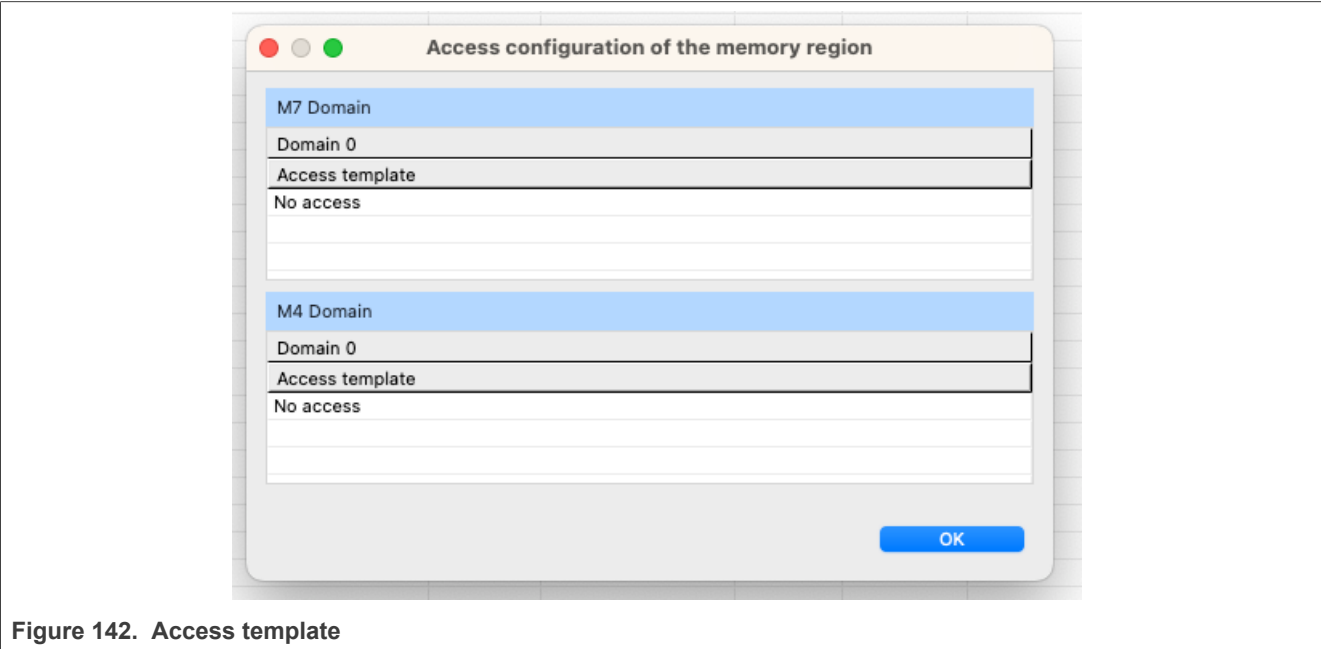 Access configuration of the memory region
M7 Domain
Domain 0
Access template
No access
M4 Domain
Domain 0
Access template
No access
OK
Figure 142. Access template